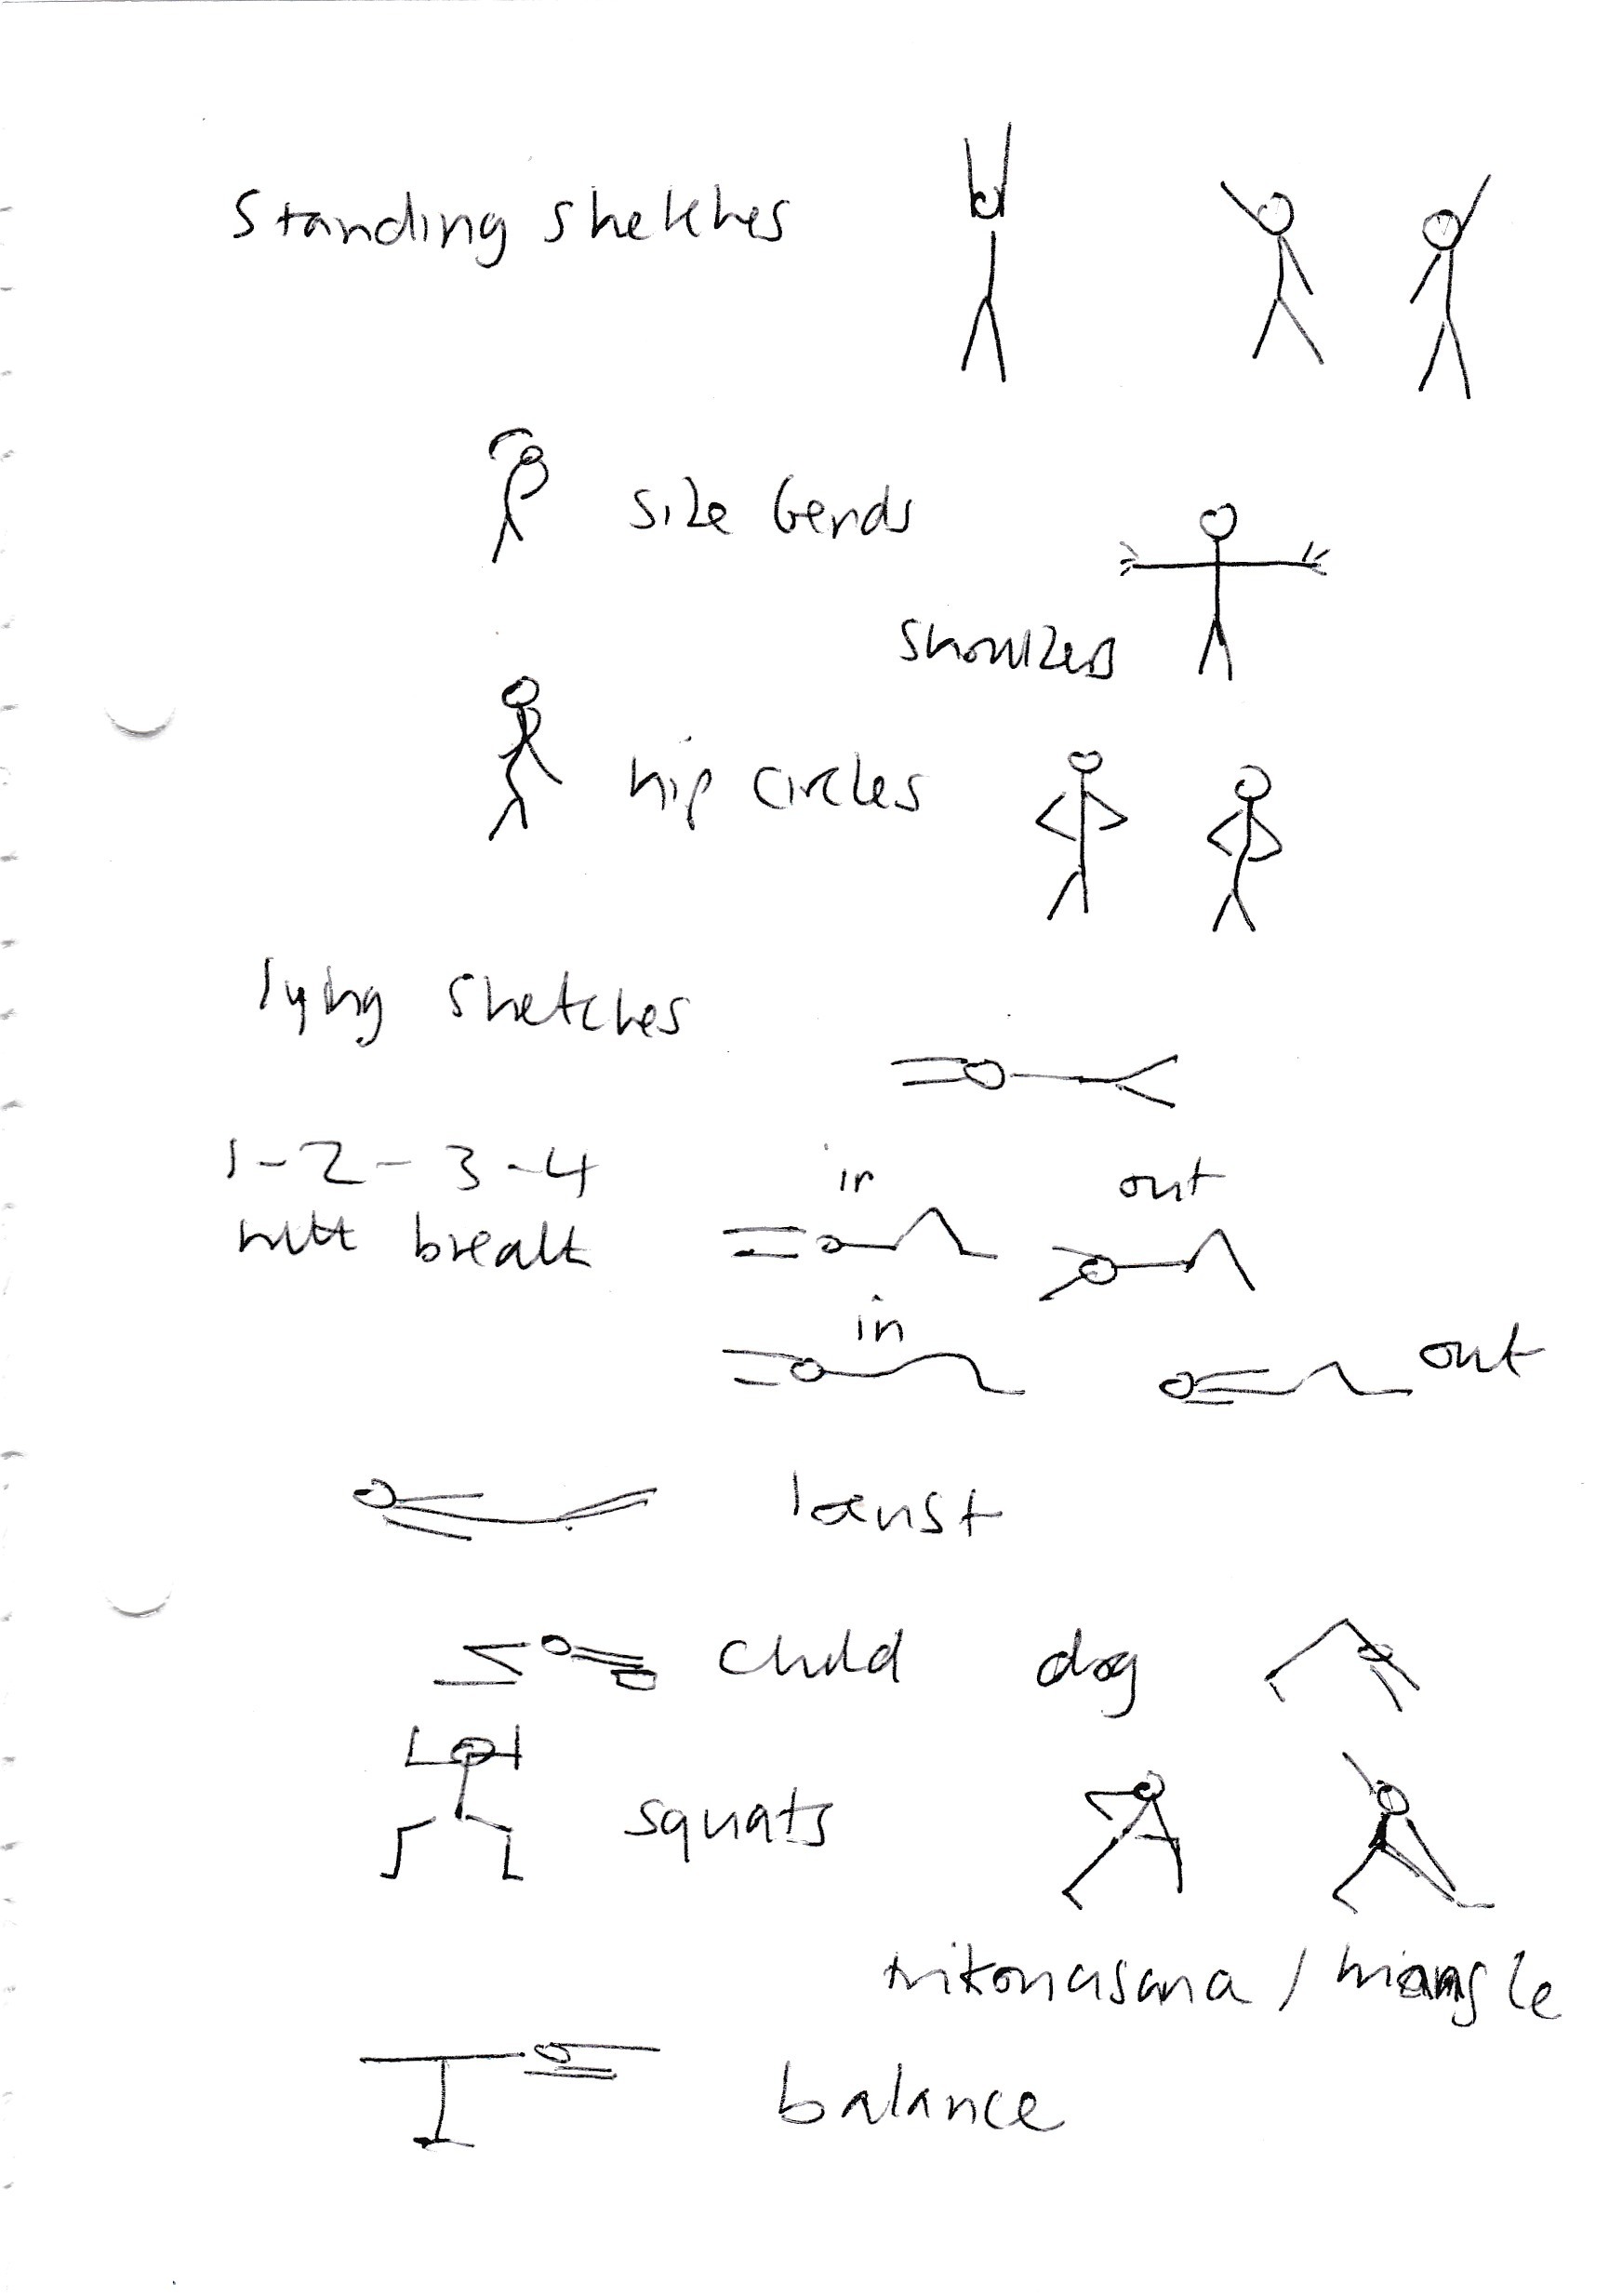 Standing stretches
side bends
shoulders
hip circles
lying stretches
1-2-3-4
with breath
in out
in
out
locust
child dog
squats
trikonasana / triangle
balance